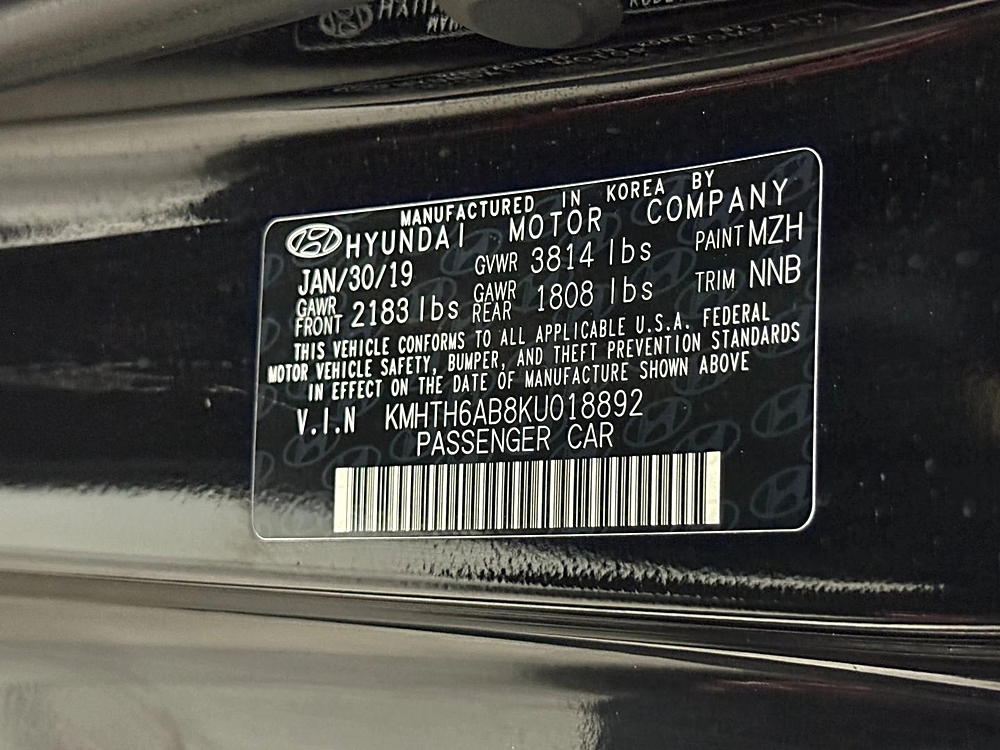 MANUFACTURED IN KOREA BY
HYUNDAI MOTOR COMPANY
JAN/30/19 GVWR 3814 lbs PAINT MZH
GAWR FRONT 2183 lbs GAWR REAR 1808 lbs TRIM NNB
THIS VEHICLE CONFORMS TO ALL APPLICABLE U.S.A. FEDERAL
MOTOR VEHICLE SAFETY, BUMPER, AND THEFT PREVENTION STANDARDS
IN EFFECT ON THE DATE OF MANUFACTURE SHOWN ABOVE
V.I.N KMHTH6AB8KU018892
PASSENGER CAR